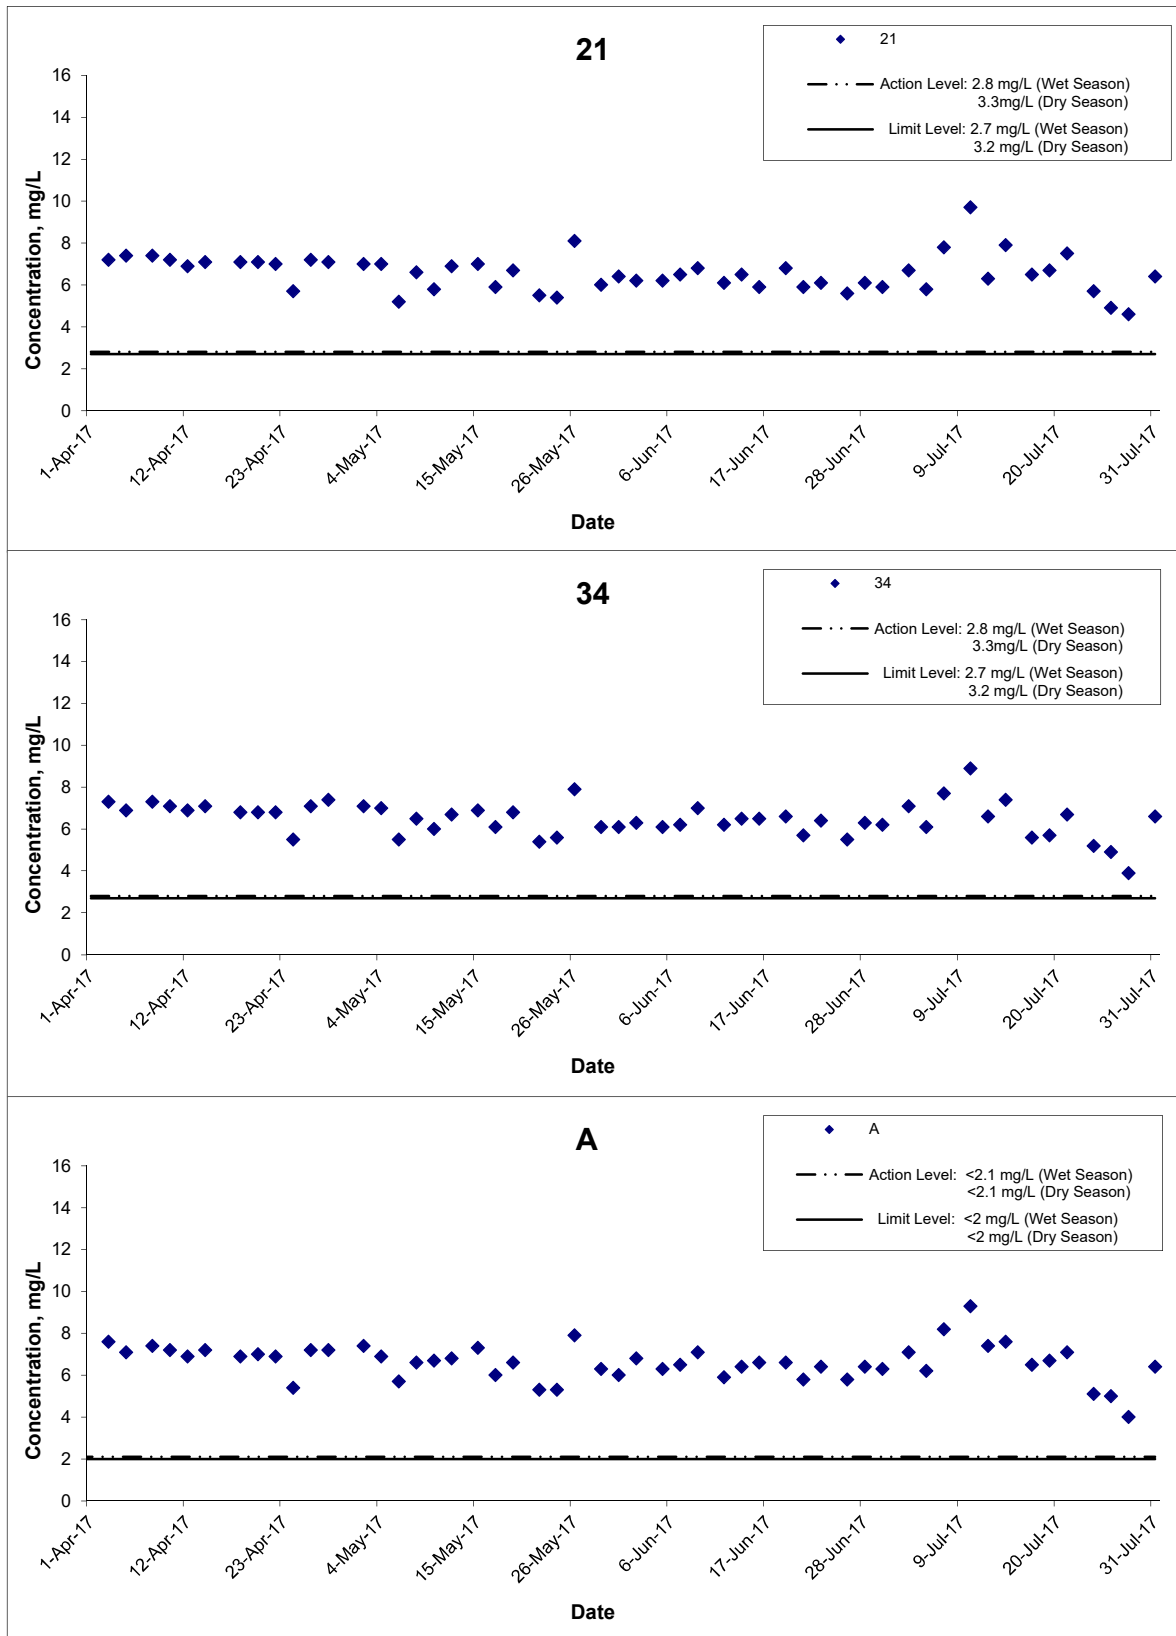 21
21
Action Level: 2.8 mg/L (Wet Season)
3.3mg/L (Dry Season)
Limit Level: 2.7 mg/L (Wet Season)
3.2 mg/L (Dry Season)
Concentration, mg/L
16
14
12
10
8
6
4
2
0
1-Apr-17
12-Apr-17
23-Apr-17
4-May-17
15-May-17
26-May-17
6-Jun-17
17-Jun-17
28-Jun-17
9-Jul-17
20-Jul-17
31-Jul-17
Date
34
34
Action Level: 2.8 mg/L (Wet Season)
3.3mg/L (Dry Season)
Limit Level: 2.7 mg/L (Wet Season)
3.2 mg/L (Dry Season)
Concentration, mg/L
16
14
12
10
8
6
4
2
0
1-Apr-17
12-Apr-17
23-Apr-17
4-May-17
15-May-17
26-May-17
6-Jun-17
17-Jun-17
28-Jun-17
9-Jul-17
20-Jul-17
31-Jul-17
Date
A
A
Action Level: <2.1 mg/L (Wet Season)
<2.1 mg/L (Dry Season)
Limit Level: <2 mg/L (Wet Season)
<2 mg/L (Dry Season)
Concentration, mg/L
16
14
12
10
8
6
4
2
0
1-Apr-17
12-Apr-17
23-Apr-17
4-May-17
15-May-17
26-May-17
6-Jun-17
17-Jun-17
28-Jun-17
9-Jul-17
20-Jul-17
31-Jul-17
Date